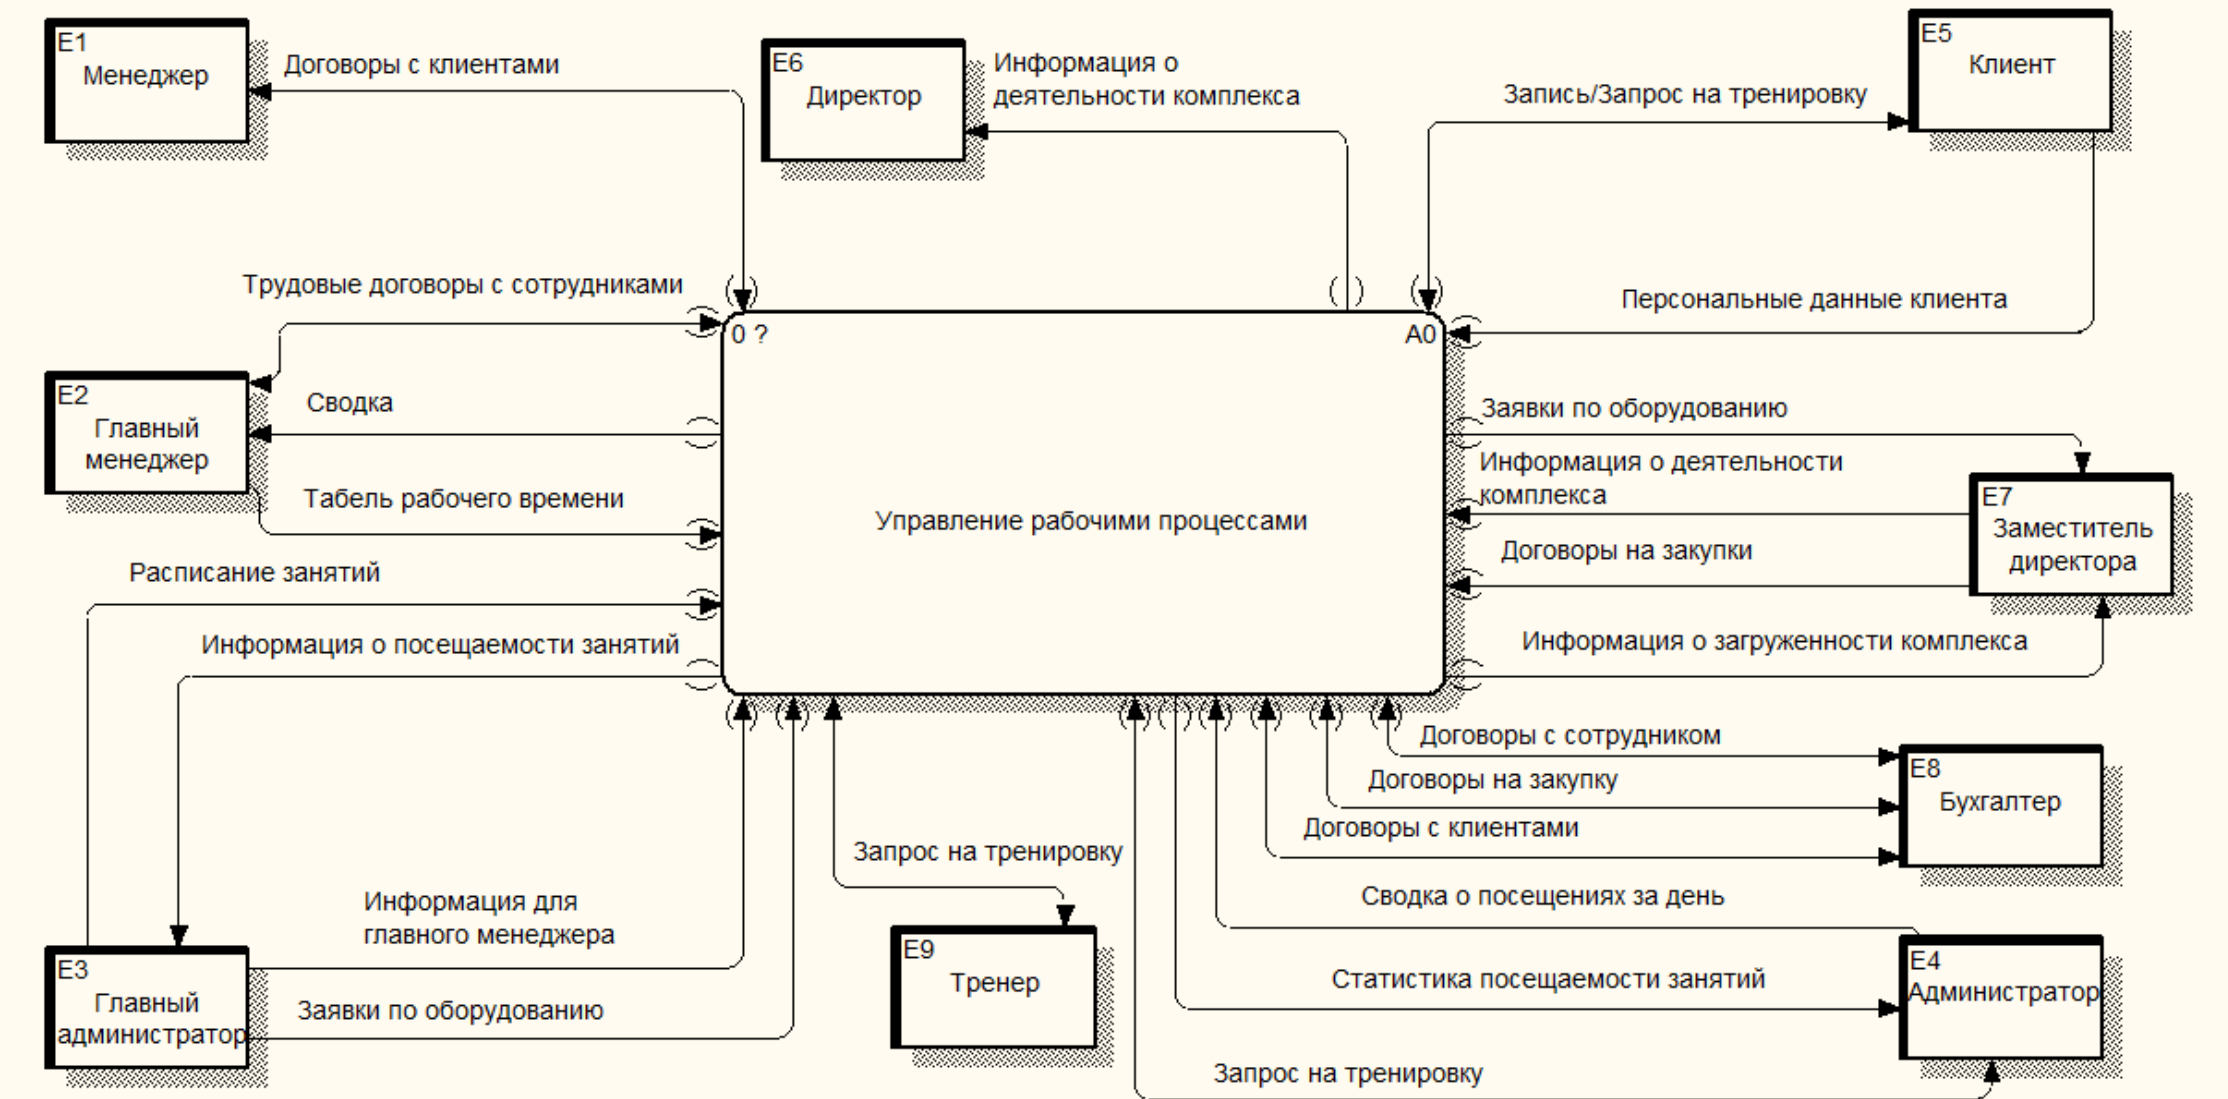 E1
Менеджер
Договоры с клиентами
E6
Директор
Информация о
деятельности комплекса
E5
Клиент
Запись/Запрос на тренировку
Трудовые договоры с сотрудниками
Персональные данные клиента
0 ?
A0
E2
Главный
менеджер
Сводка
Заявки по оборудованию
Информация о деятельности
комплекса
Табель рабочего времени
Управление рабочими процессами
E7
Заместитель
директора
Договоры на закупки
Расписание занятий
Информация о посещаемости занятий
Информация о загруженности комплекса
Договоры с сотрудником
Договоры на закупку
Договоры с клиентами
E8
Бухгалтер
Запрос на тренировку
Сводка о посещениях за день
Информация для
главного менеджера
E3
Главный
администратор
Заявки по оборудованию
E9
Тренер
Статистика посещаемости занятий
E4
Администратор
Запрос на тренировку